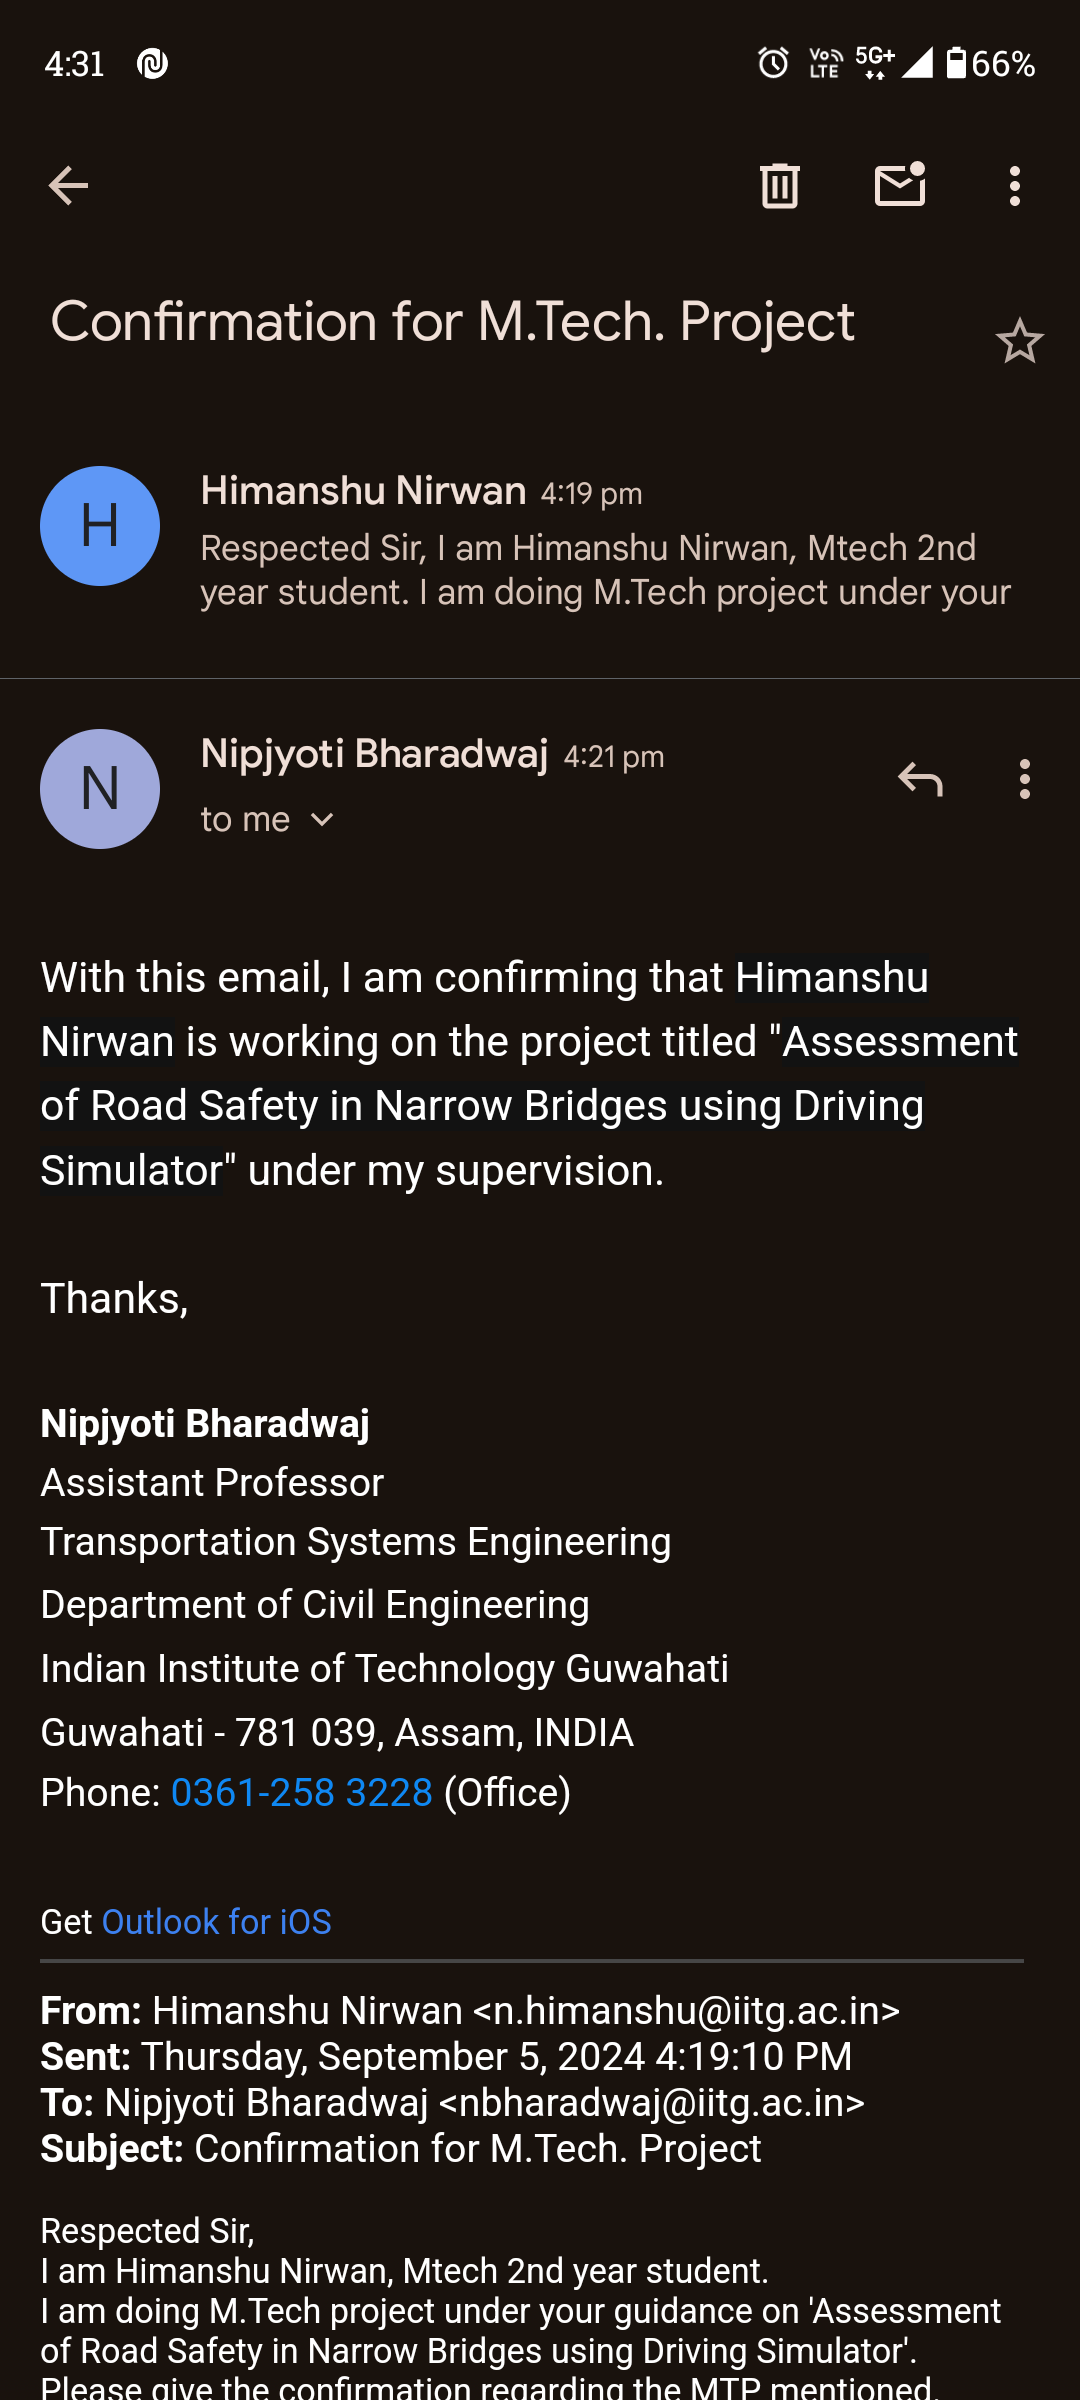 4:31
Vo LTE 5G+ 66%
Confirmation for M.Tech. Project
H
Himanshu Nirwan 4:19 pm
Respected Sir, I am Himanshu Nirwan, Mtech 2nd
year student. I am doing M.Tech project under your
N
Nipjyoti Bharadwaj 4:21 pm
to me
With this email, I am confirming that Himanshu
Nirwan is working on the project titled "Assessment
of Road Safety in Narrow Bridges using Driving
Simulator" under my supervision.
Thanks,
Nipjyoti Bharadwaj
Assistant Professor
Transportation Systems Engineering
Department of Civil Engineering
Indian Institute of Technology Guwahati
Guwahati - 781 039, Assam, INDIA
Phone: 0361-258 3228 (Office)
Get Outlook for iOS
From: Himanshu Nirwan <n.himanshu@iitg.ac.in>
Sent: Thursday, September 5, 2024 4:19:10 PM
To: Nipjyoti Bharadwaj <nbharadwaj@iitg.ac.in>
Subject: Confirmation for M.Tech. Project
Respected Sir,
I am Himanshu Nirwan, Mtech 2nd year student.
I am doing M.Tech project under your guidance on 'Assessment
of Road Safety in Narrow Bridges using Driving Simulator'.
Please give the confirmation regarding the MTP mentioned.